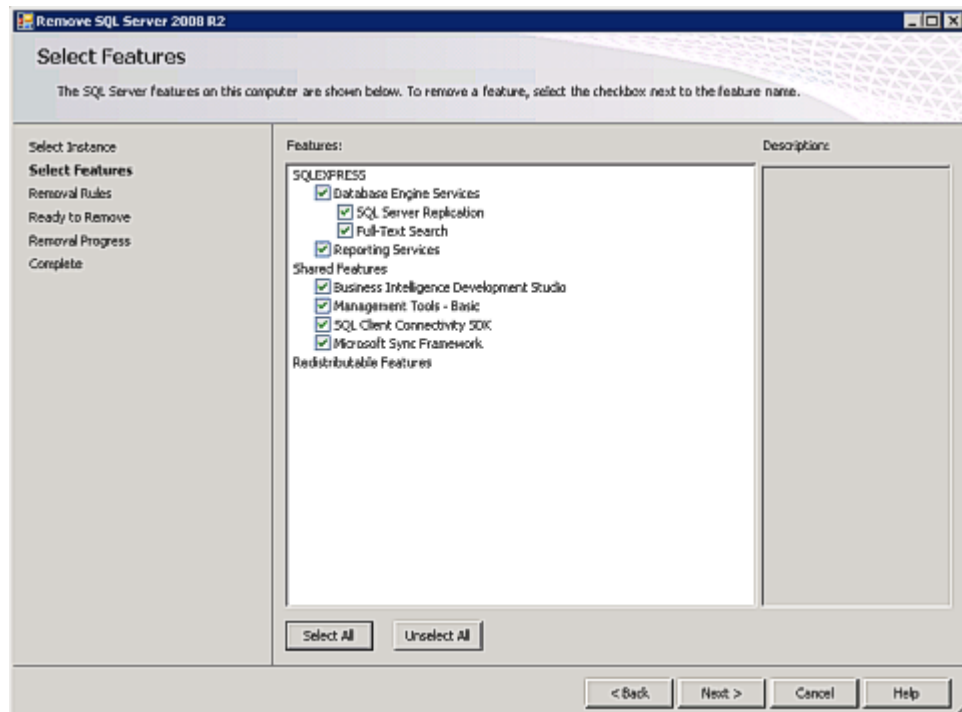 Remove SQL Server 2008 R2
Select Features
The SQL Server features on this computer are shown below. To remove a feature, select the checkbox next to the feature name.
Select Instance
Select Features
Removal Rules
Ready to Remove
Removal Progress
Complete
Features:
SQLEXPRESS
Database Engine Services
SQL Server Replication
Full-Text Search
Reporting Services
Shared Features
Business Intelligence Development Studio
Management Tools - Basic
SQL Client Connectivity SDK
Microsoft Sync Framework
Redistributable Features
Description:
Select All
Unselect All
< Back
Next >
Cancel
Help